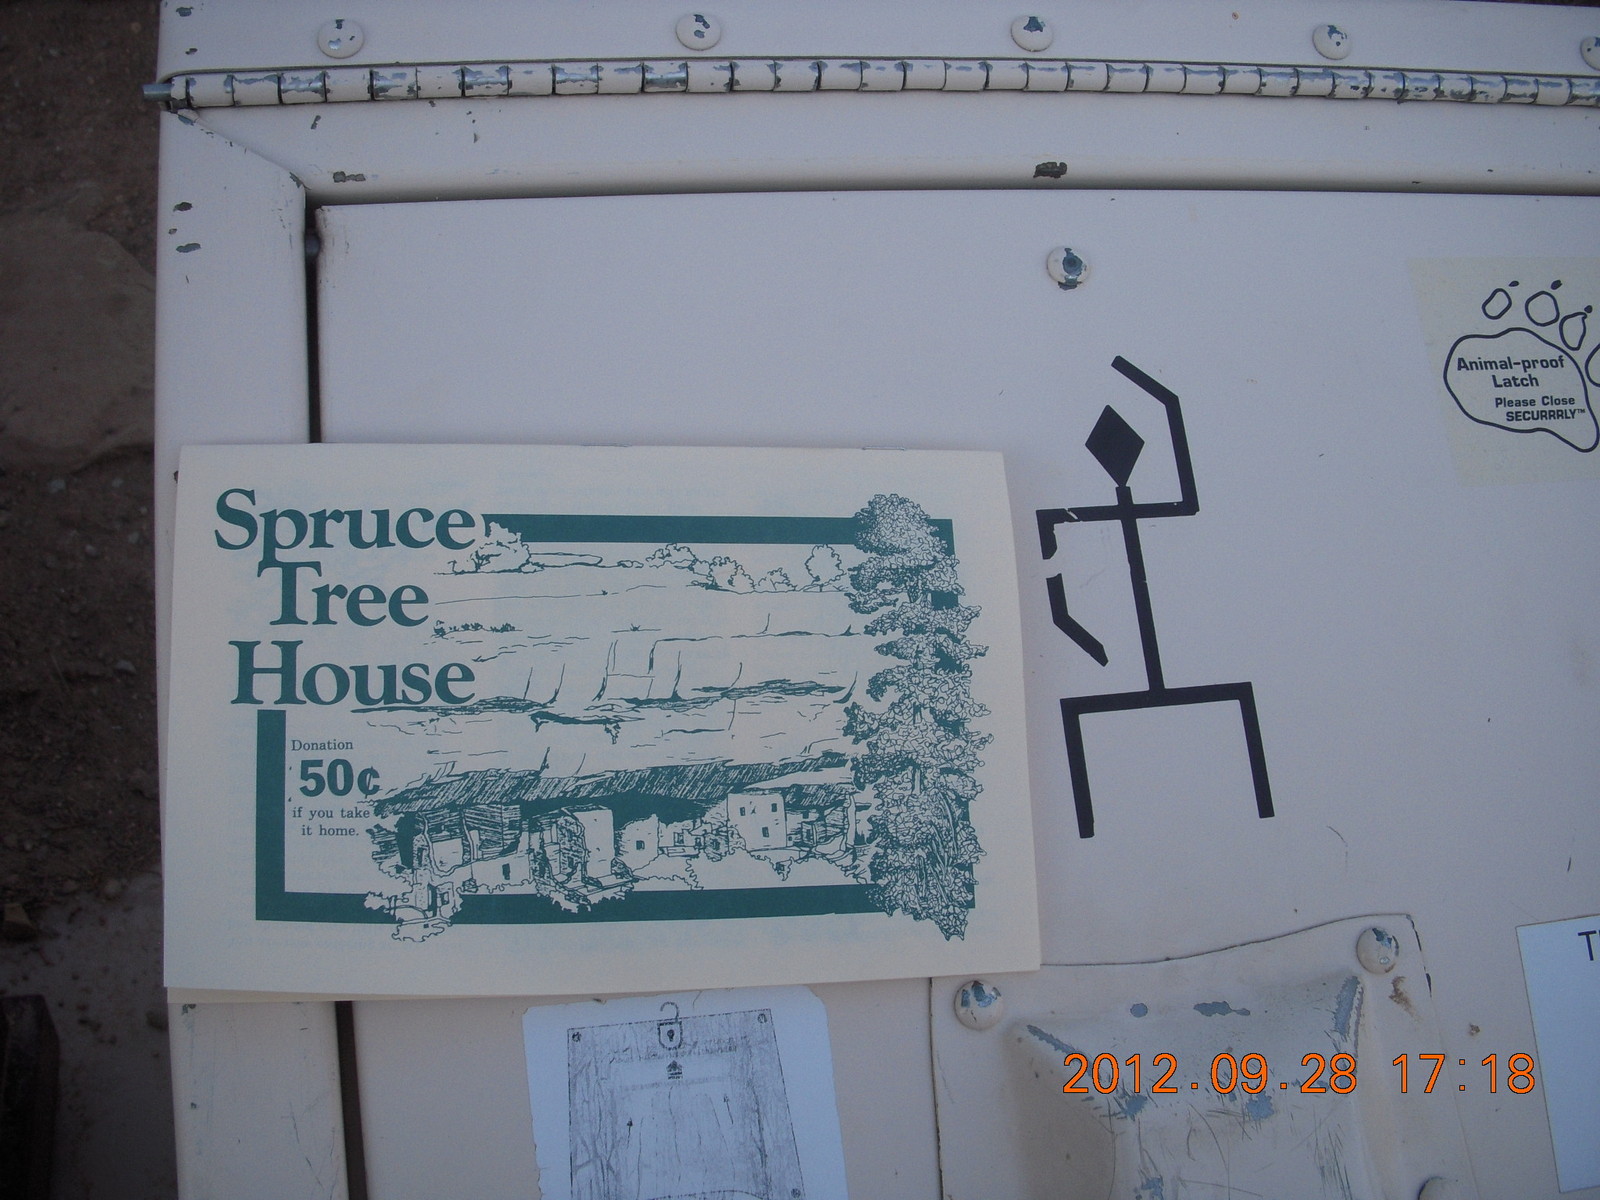 Spruce
Tree
House
Donation
50¢
if you take
it home.
Animal-proof
Latch
Please Close
SECURRRLY™
2012.09.28 17:18